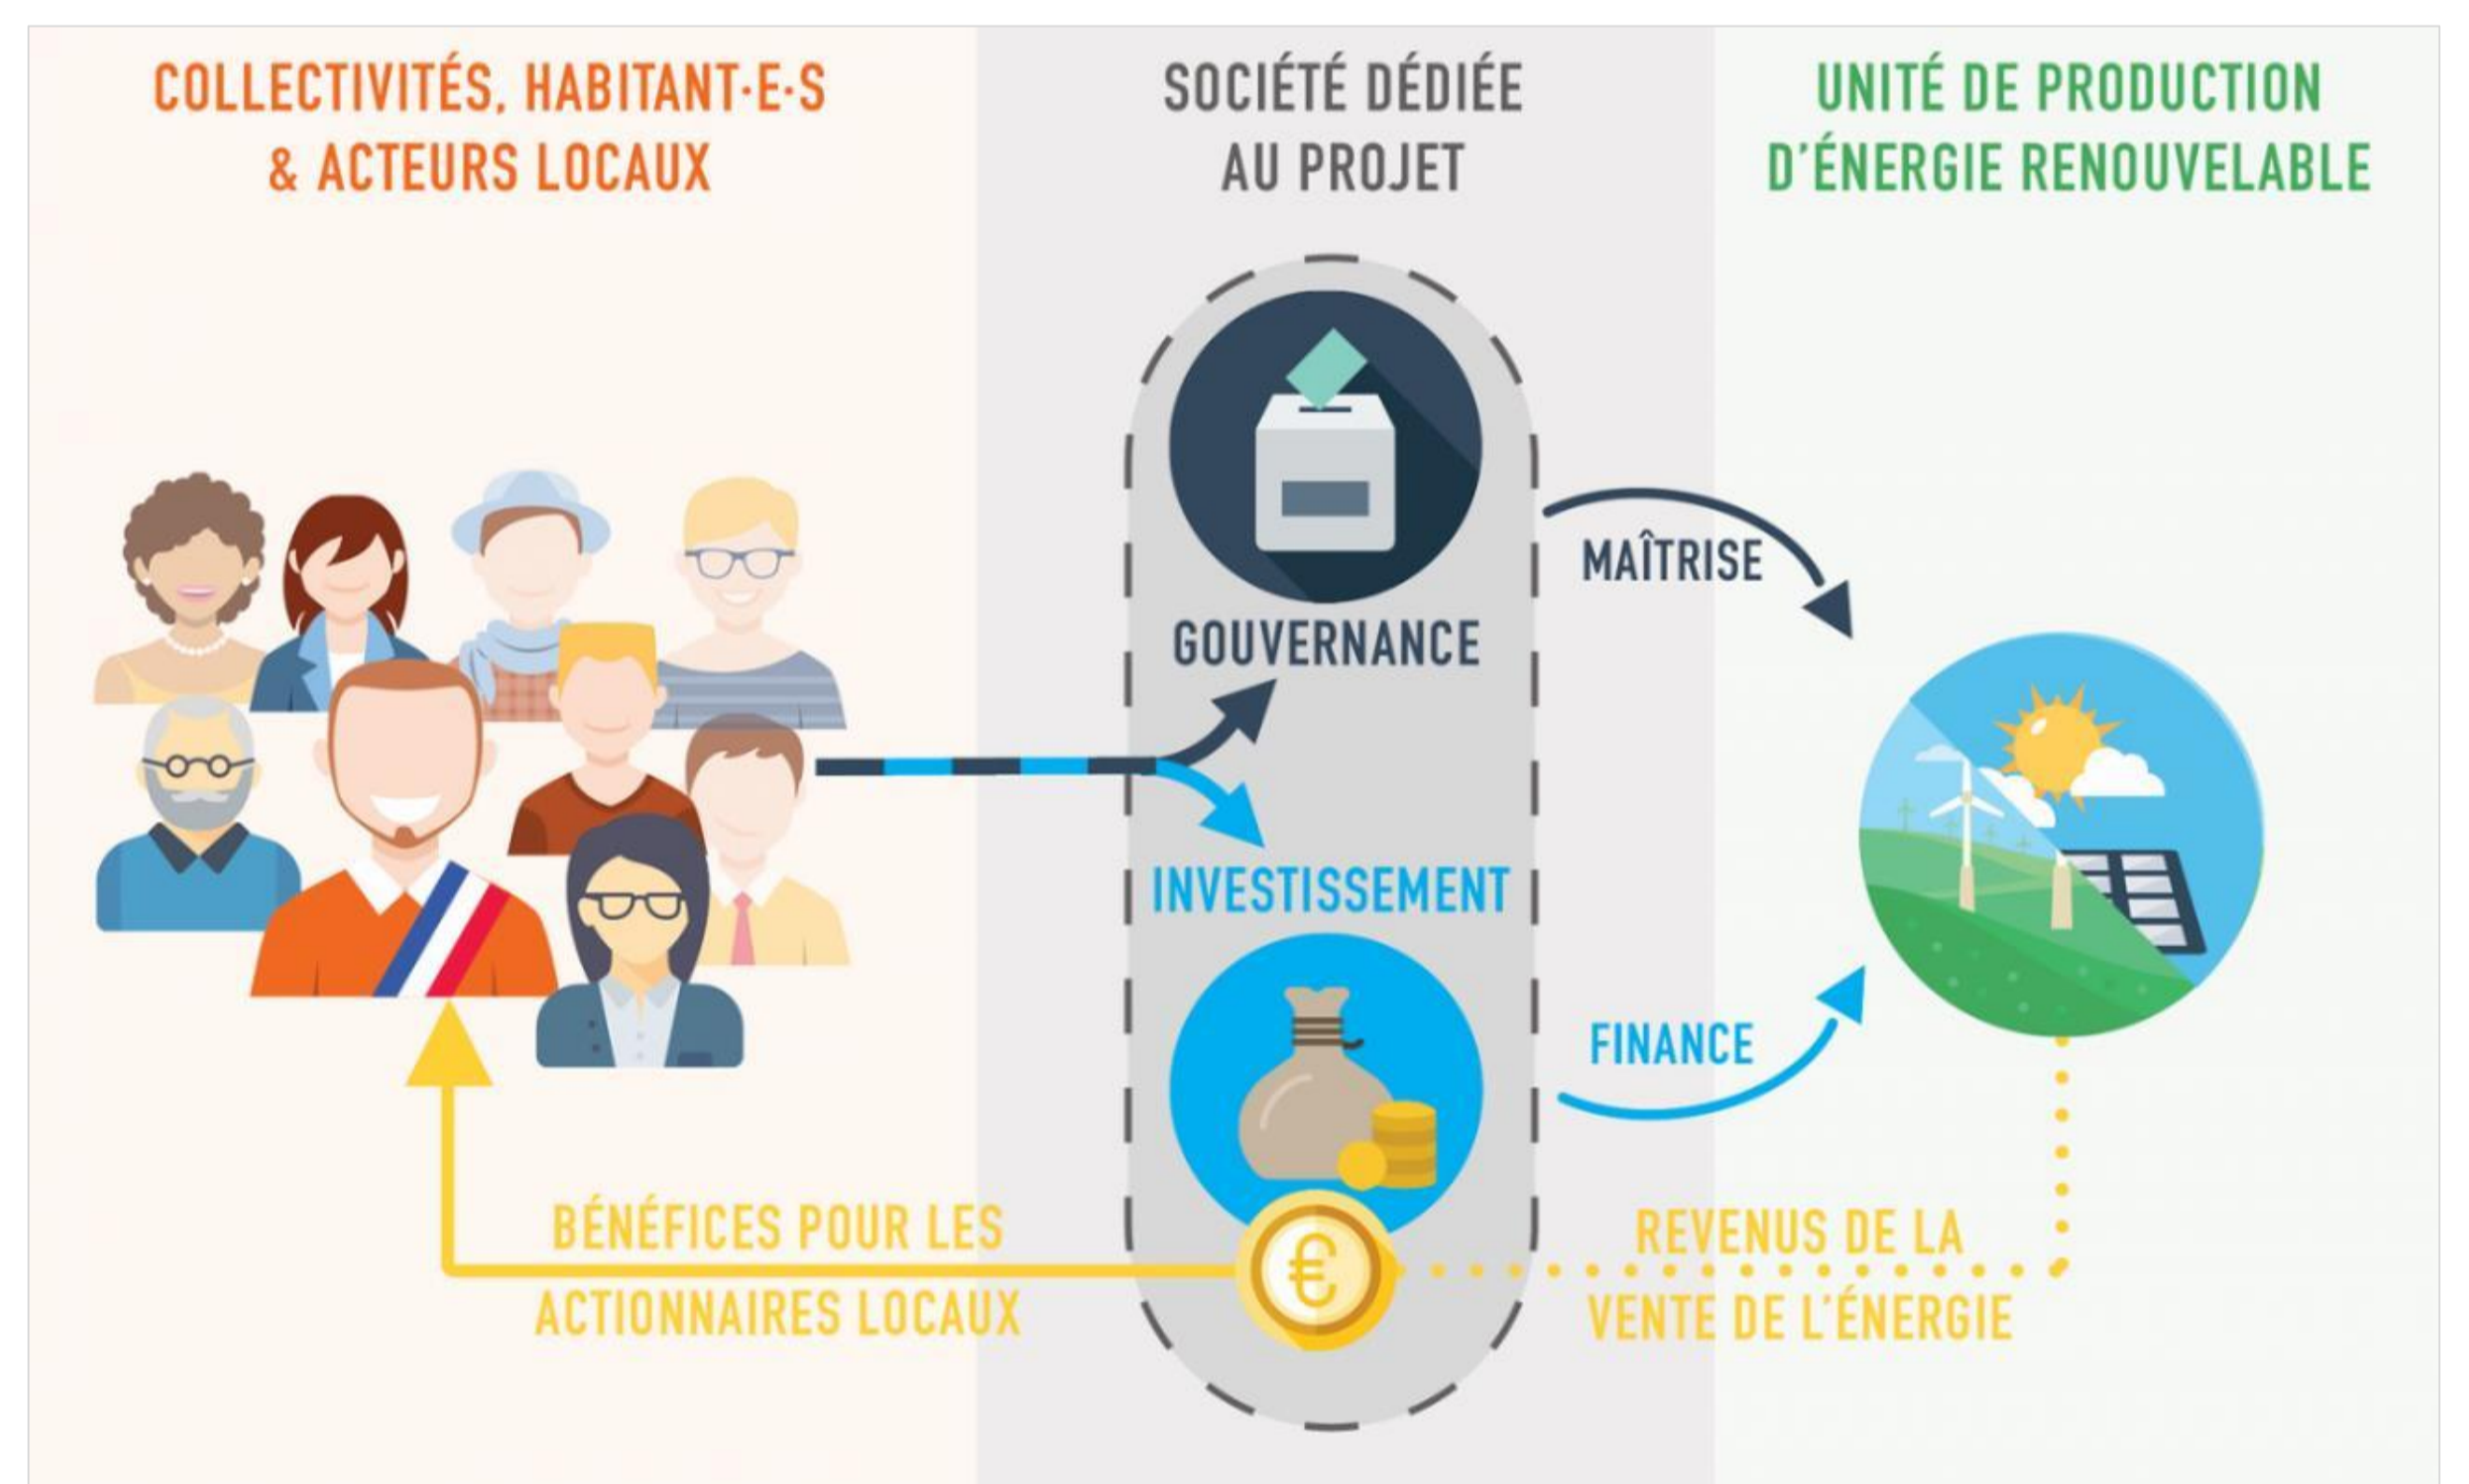 COLLECTIVITÉS, HABITANT·E·S
& ACTEURS LOCAUX
SOCIÉTÉ DÉDIÉE
AU PROJET
UNITÉ DE PRODUCTION
D'ÉNERGIE RENOUVELABLE
GOUVERNANCE
MAÎTRISE
INVESTISSEMENT
FINANCE
BÉNÉFICES POUR LES
ACTIONNAIRES LOCAUX
€
REVENUS DE LA
VENTE DE L'ÉNERGIE